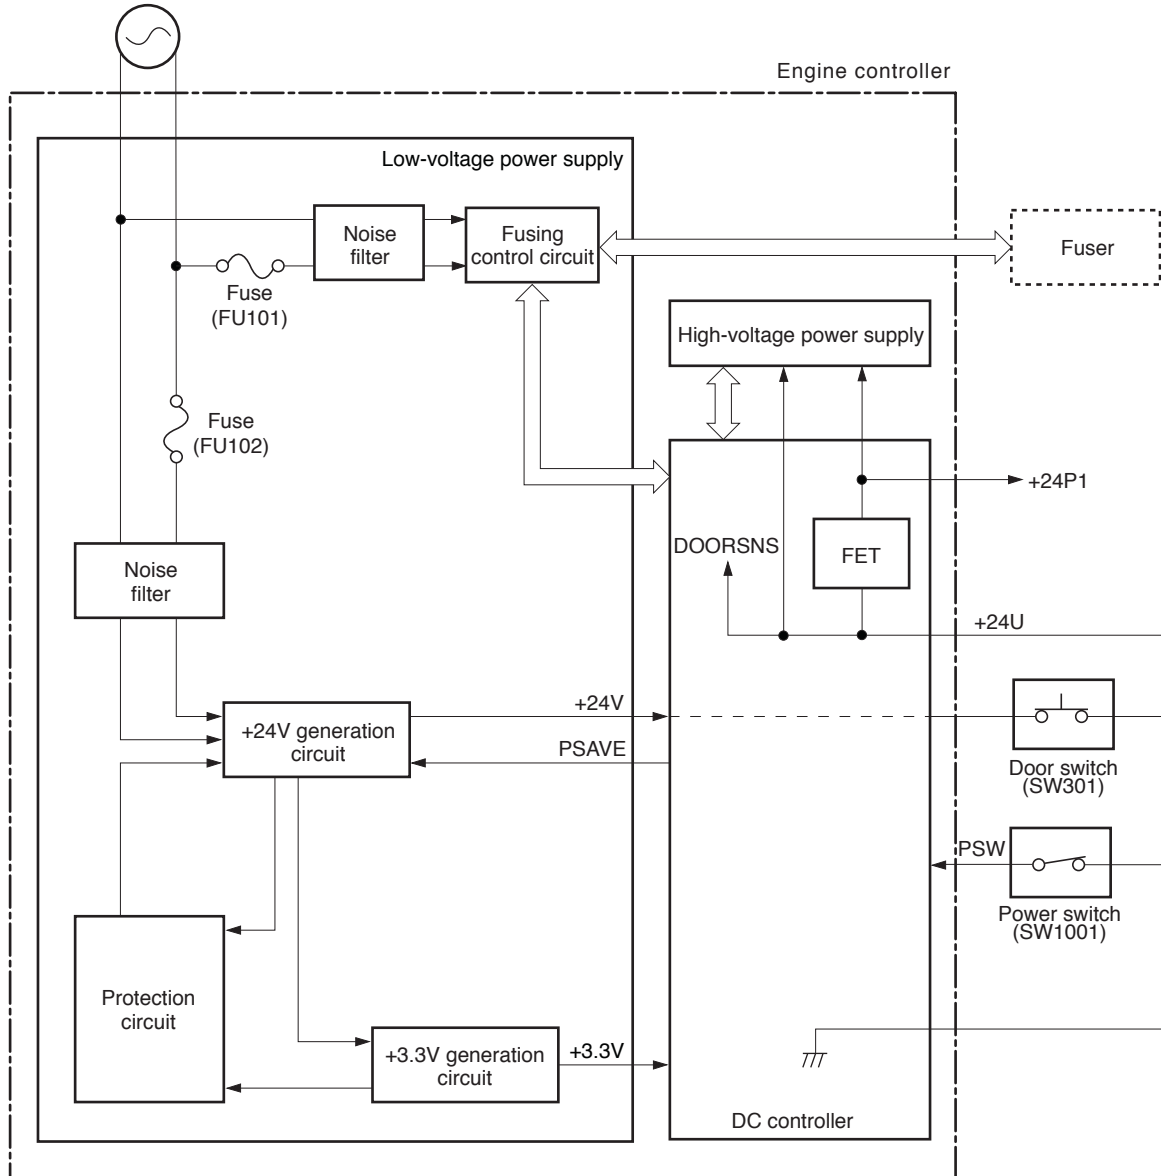 Engine controller
Low-voltage power supply
Noise
filter
Fusing
control circuit
Fuser
Fuse
(FU101)
High-voltage power supply
Fuse
(FU102)
+24P1
DOORSNS
FET
Noise
filter
+24U
+24V
+24V generation
circuit
PSAVE
Door switch
(SW301)
PSW
Power switch
(SW1001)
Protection
circuit
+3.3V generation
circuit
+3.3V
DC controller